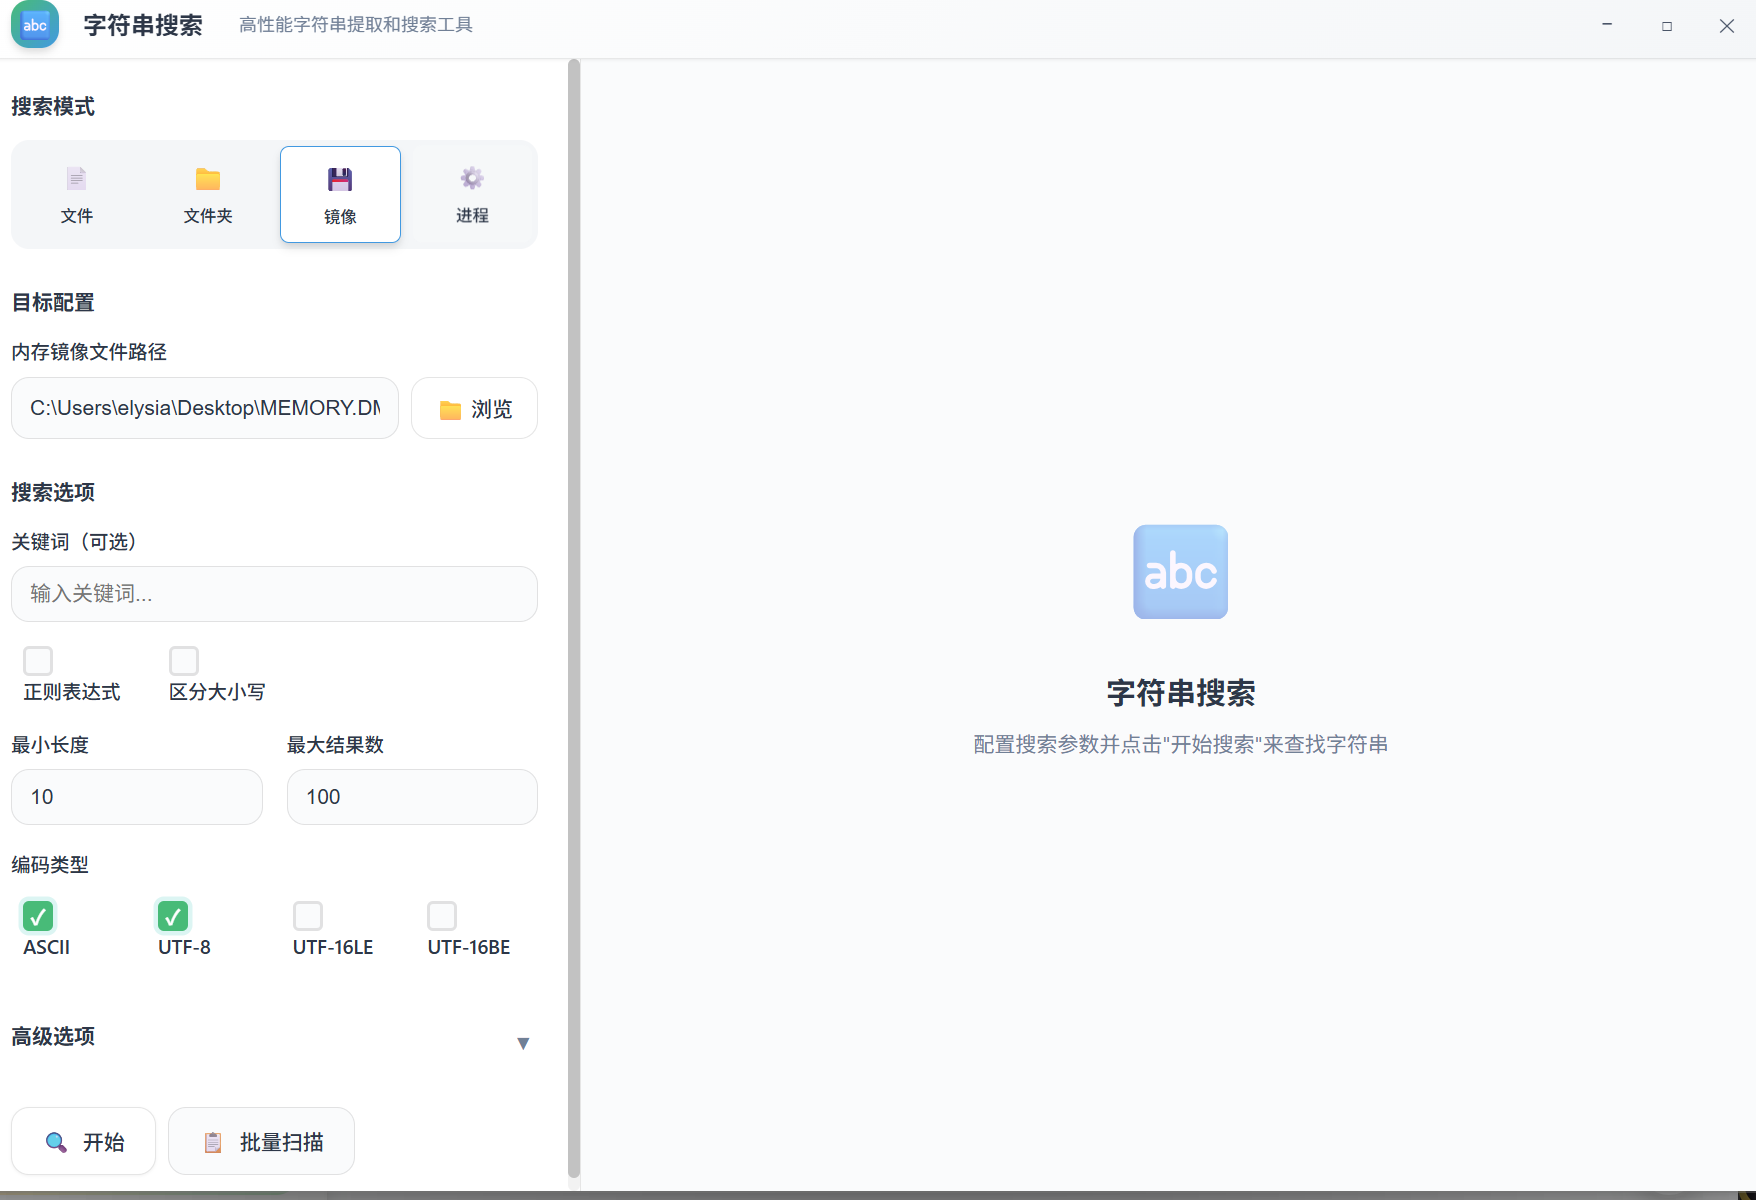 abc 字符串搜索 高性能字符串提取和搜索工具
搜索模式
文件 文件夹 镜像 进程
目标配置
内存镜像文件路径
C:\Users\elysia\Desktop\MEMORY.DM 浏览
搜索选项
关键词（可选）
输入关键词...
正则表达式 区分大小写
最小长度 最大结果数
10 100
编码类型
ASCII UTF-8 UTF-16LE UTF-16BE
高级选项 ▼
开始 批量扫描
abc
字符串搜索
配置搜索参数并点击"开始搜索"来查找字符串